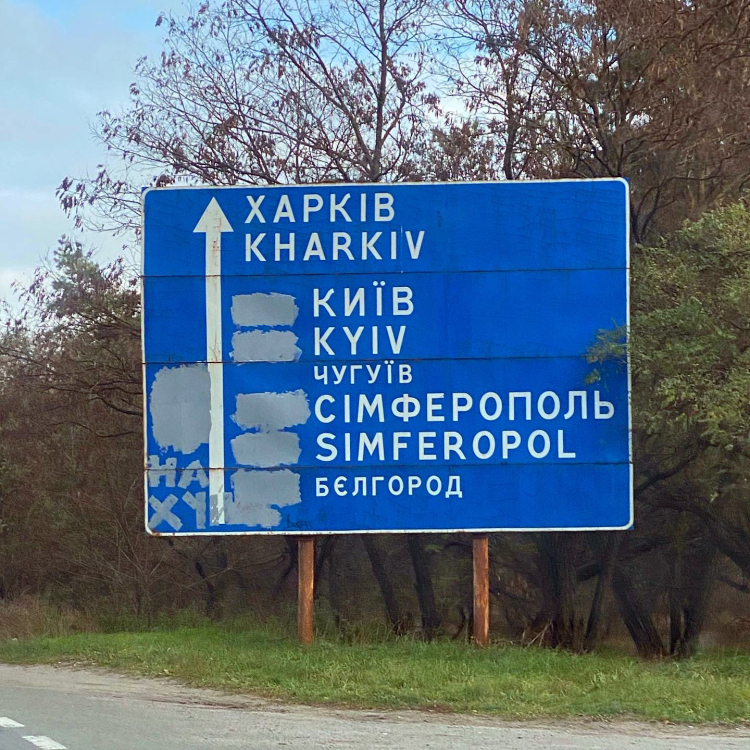 ХАРКІВ
KHARKIV
КИЇВ
KYIV
ЧУГУЇВ
СІМФЕРОПОЛЬ
SIMFEROPOL
БЄЛГОРОД
НА
ХУ